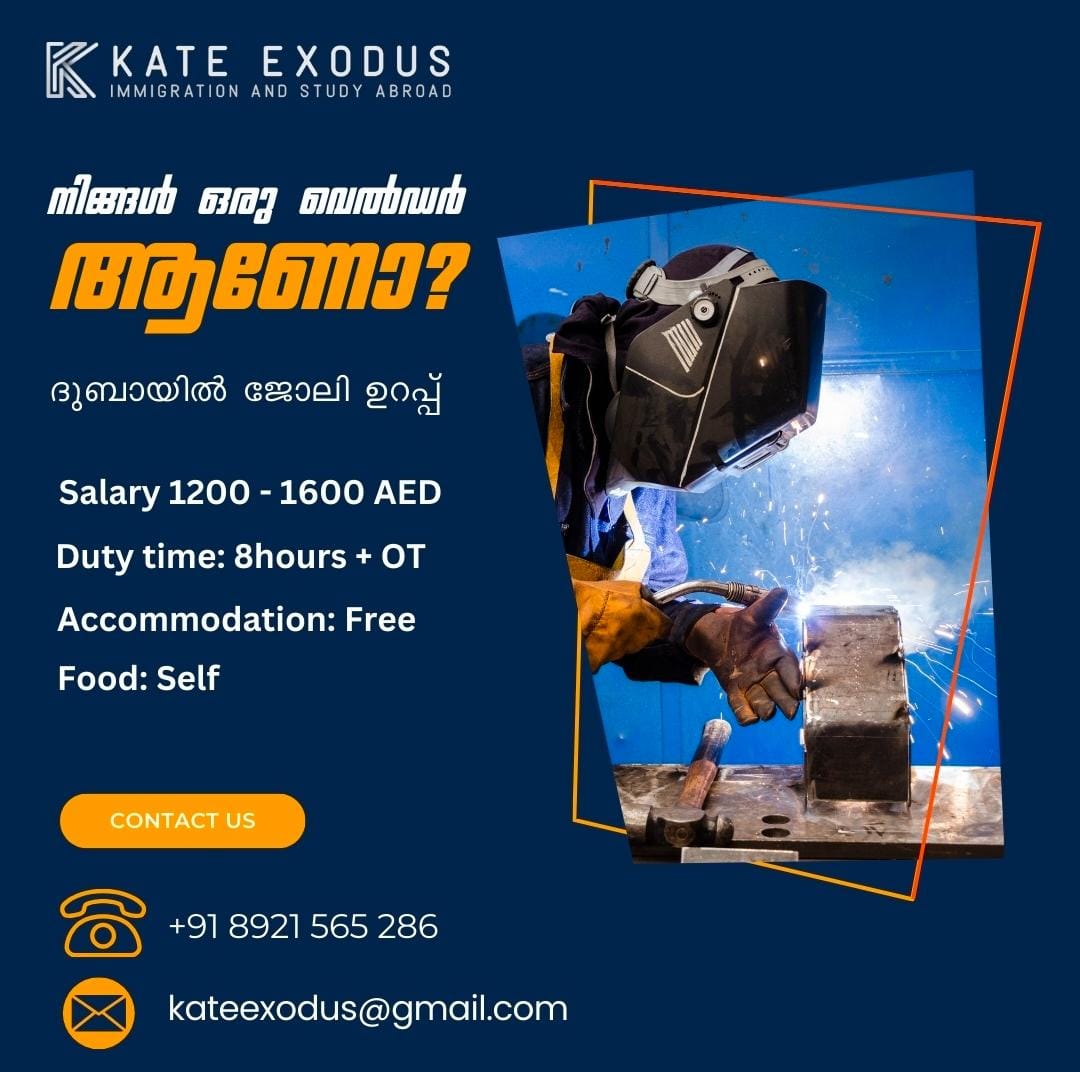 KATE EXODUS
IMMIGRATION AND STUDY ABROAD
നിങ്ങൾ ഒരു വെൽഡർ
ആണോ?
ദുബായിൽ ജോലി ഉറപ്പ്
Salary 1200 - 1600 AED
Duty time: 8hours + OT
Accommodation: Free
Food: Self
CONTACT US
+91 8921 565 286
kateexodus@gmail.com